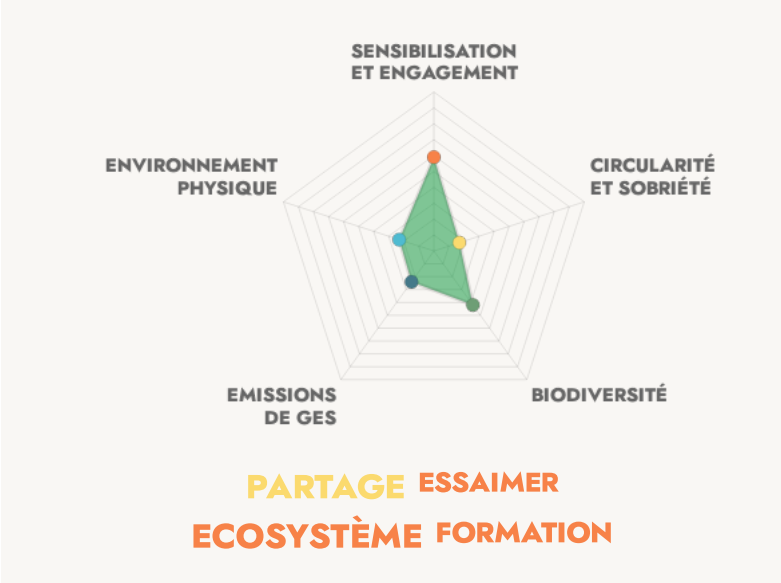 SENSIBILISATION
ET ENGAGEMENT
ENVIRONNEMENT
PHYSIQUE
CIRCULARITÉ
ET SOBRIÉTÉ
EMISSIONS
DE GES
BIODIVERSITÉ
PARTAGE ESSAIMER
ECOSYSTÈME FORMATION